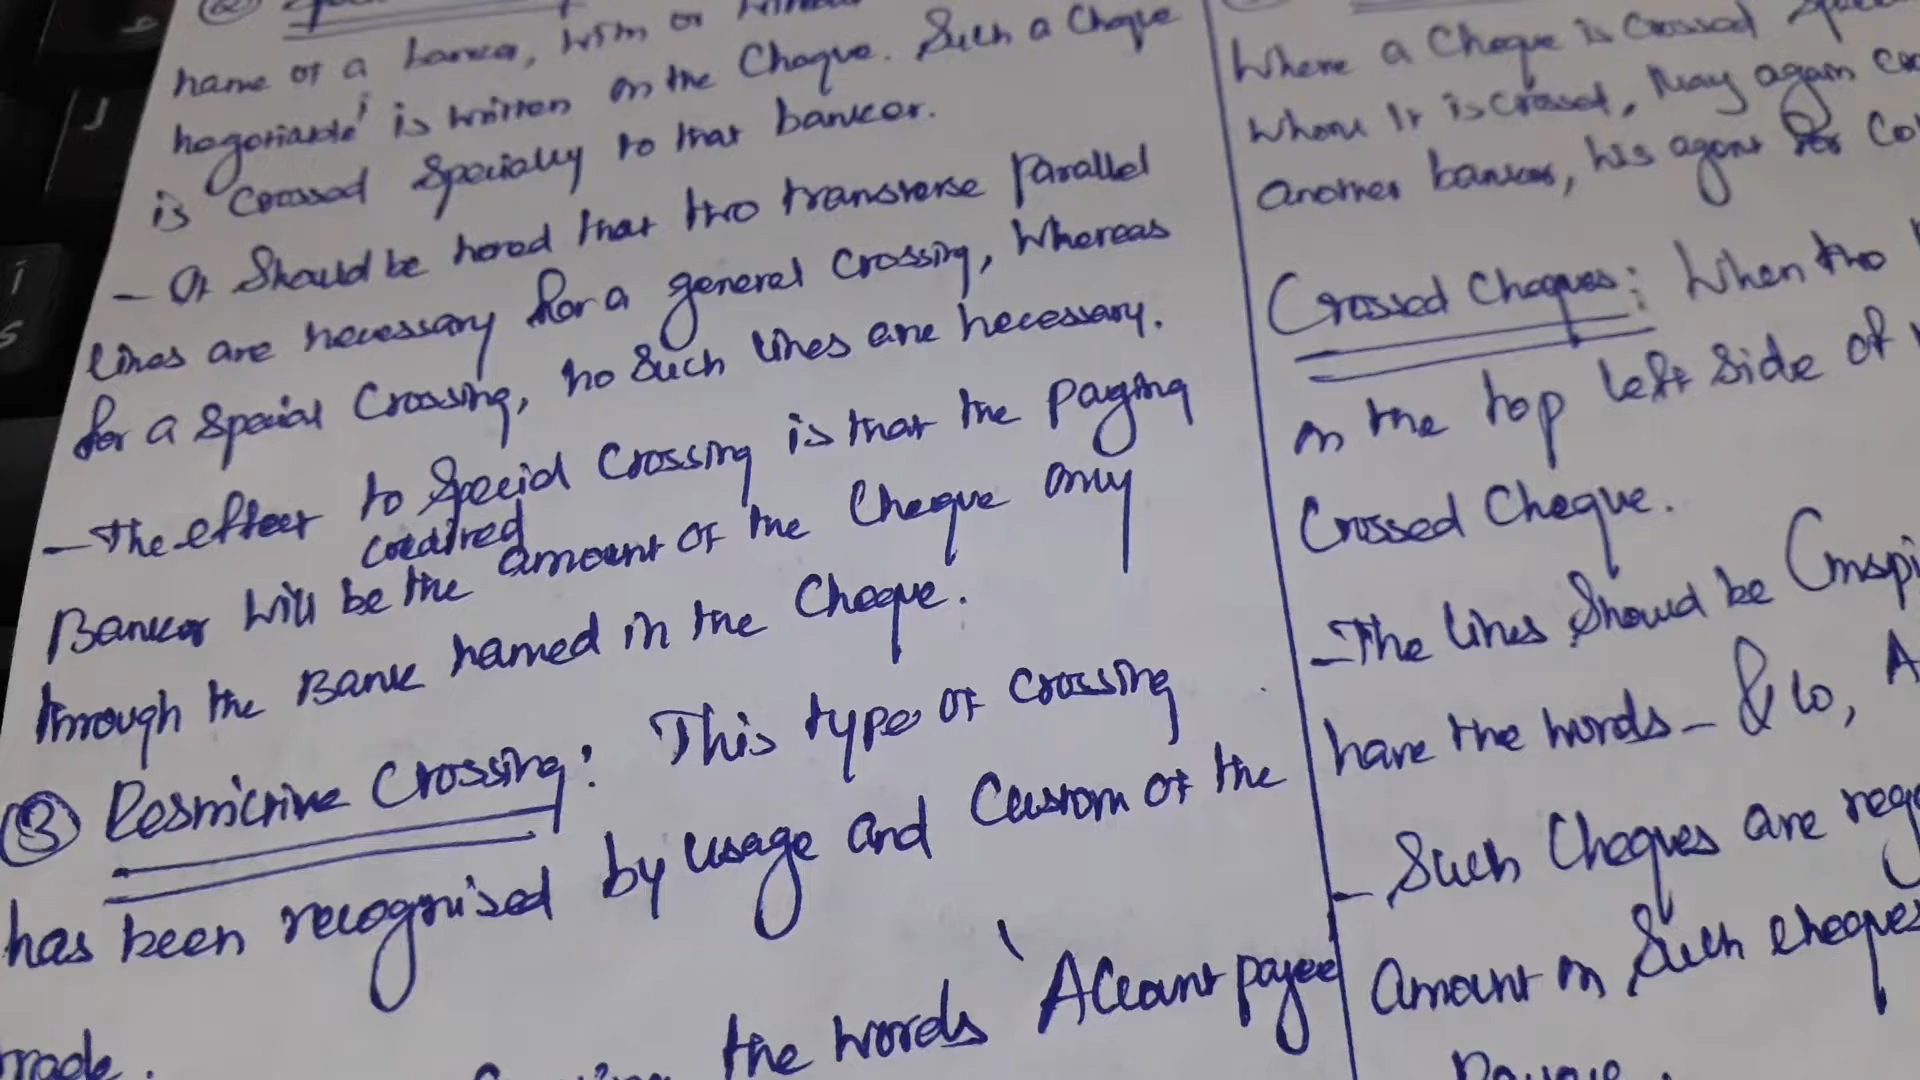 name of a banker, with or without
negotiable' is written on the Cheque. Such a Cheque
is Crossed Specially to that banker.
- It Should be noted that two transverse parallel
lines are necessary for a general Crossing, Whereas
for a Special Crossing, no Such lines are necessary.
- The effect to Special Crossing is that the paying
Banker will be the credited amount of the Cheque only
through the Bank named in the Cheque.
③ Restrictive Crossing: This type of crossing
has been recognised by usage and Custom of the
trade.
the words 'Account payee
Where a Cheque is Crossed
whom It is crossed, May again
another banker, his agent for
Crossed Cheques: When two
on the top left side of
Crossed Cheque.
- The lines Should be
have the words - & Co,
- Such Cheques are
Amount on Such cheques